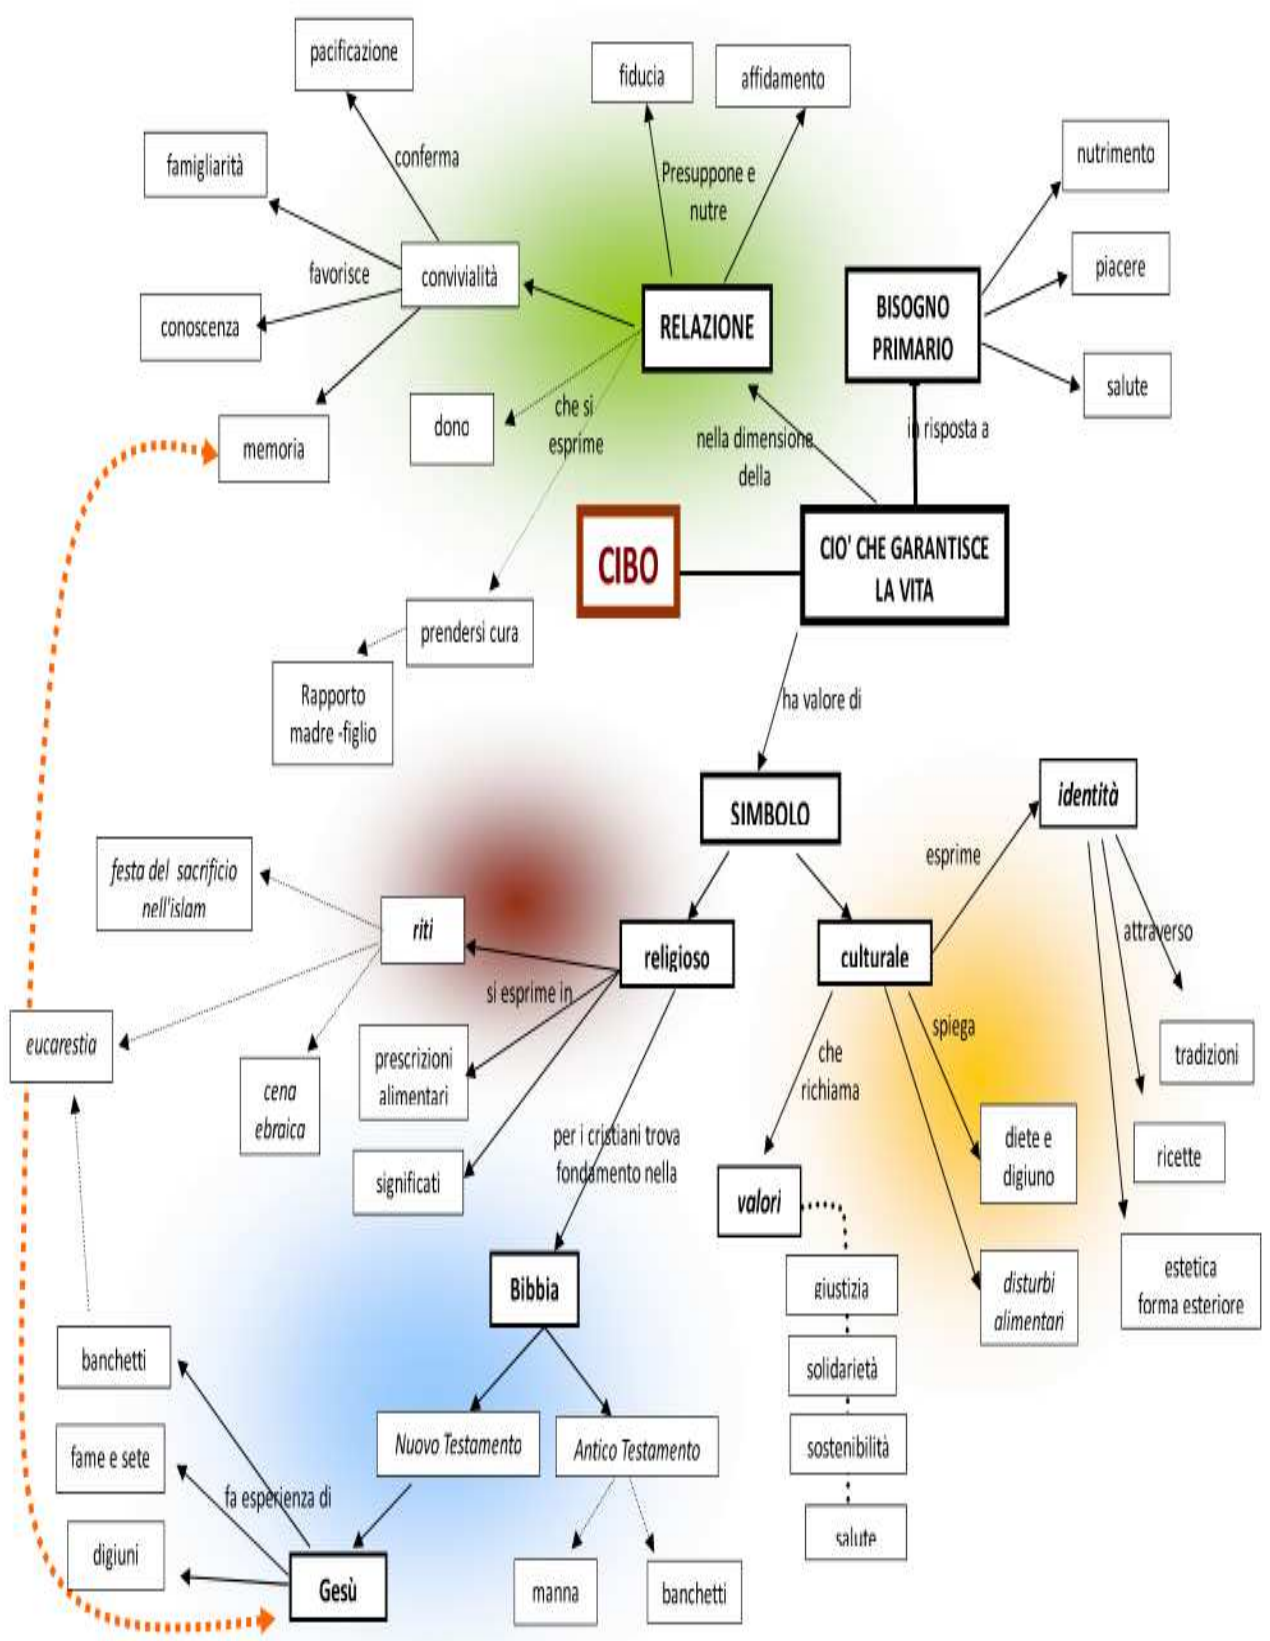 pacificazione
fiducia
affidamento
nutrimento
famigliarità
conferma
Presuppone e
nutre
piacere
favorisce
convivialità
conoscenza
RELAZIONE
BISOGNO
PRIMARIO
salute
memoria
dono
che si
esprime
nella dimensione
della
in risposta a
CIBO
CIO' CHE GARANTISCE
LA VITA
prendersi cura
Rapporto
madre -figlio
ha valore di
SIMBOLO
identità
esprime
festa del sacrificio
nell'islam
riti
religioso
culturale
attraverso
si esprime in
eucarestia
cena
ebraica
prescrizioni
alimentari
significati
per i cristiani trova
fondamento nella
che
richiama
spiega
tradizioni
ricette
diete e
digiuno
valori
estetica
forma esteriore
disturbi
alimentari
giustizia
solidarietà
sostenibilità
salute
Bibbia
Nuovo Testamento
Antico Testamento
banchetti
fame e sete
digiuni
fa esperienza di
Gesù
manna
banchetti